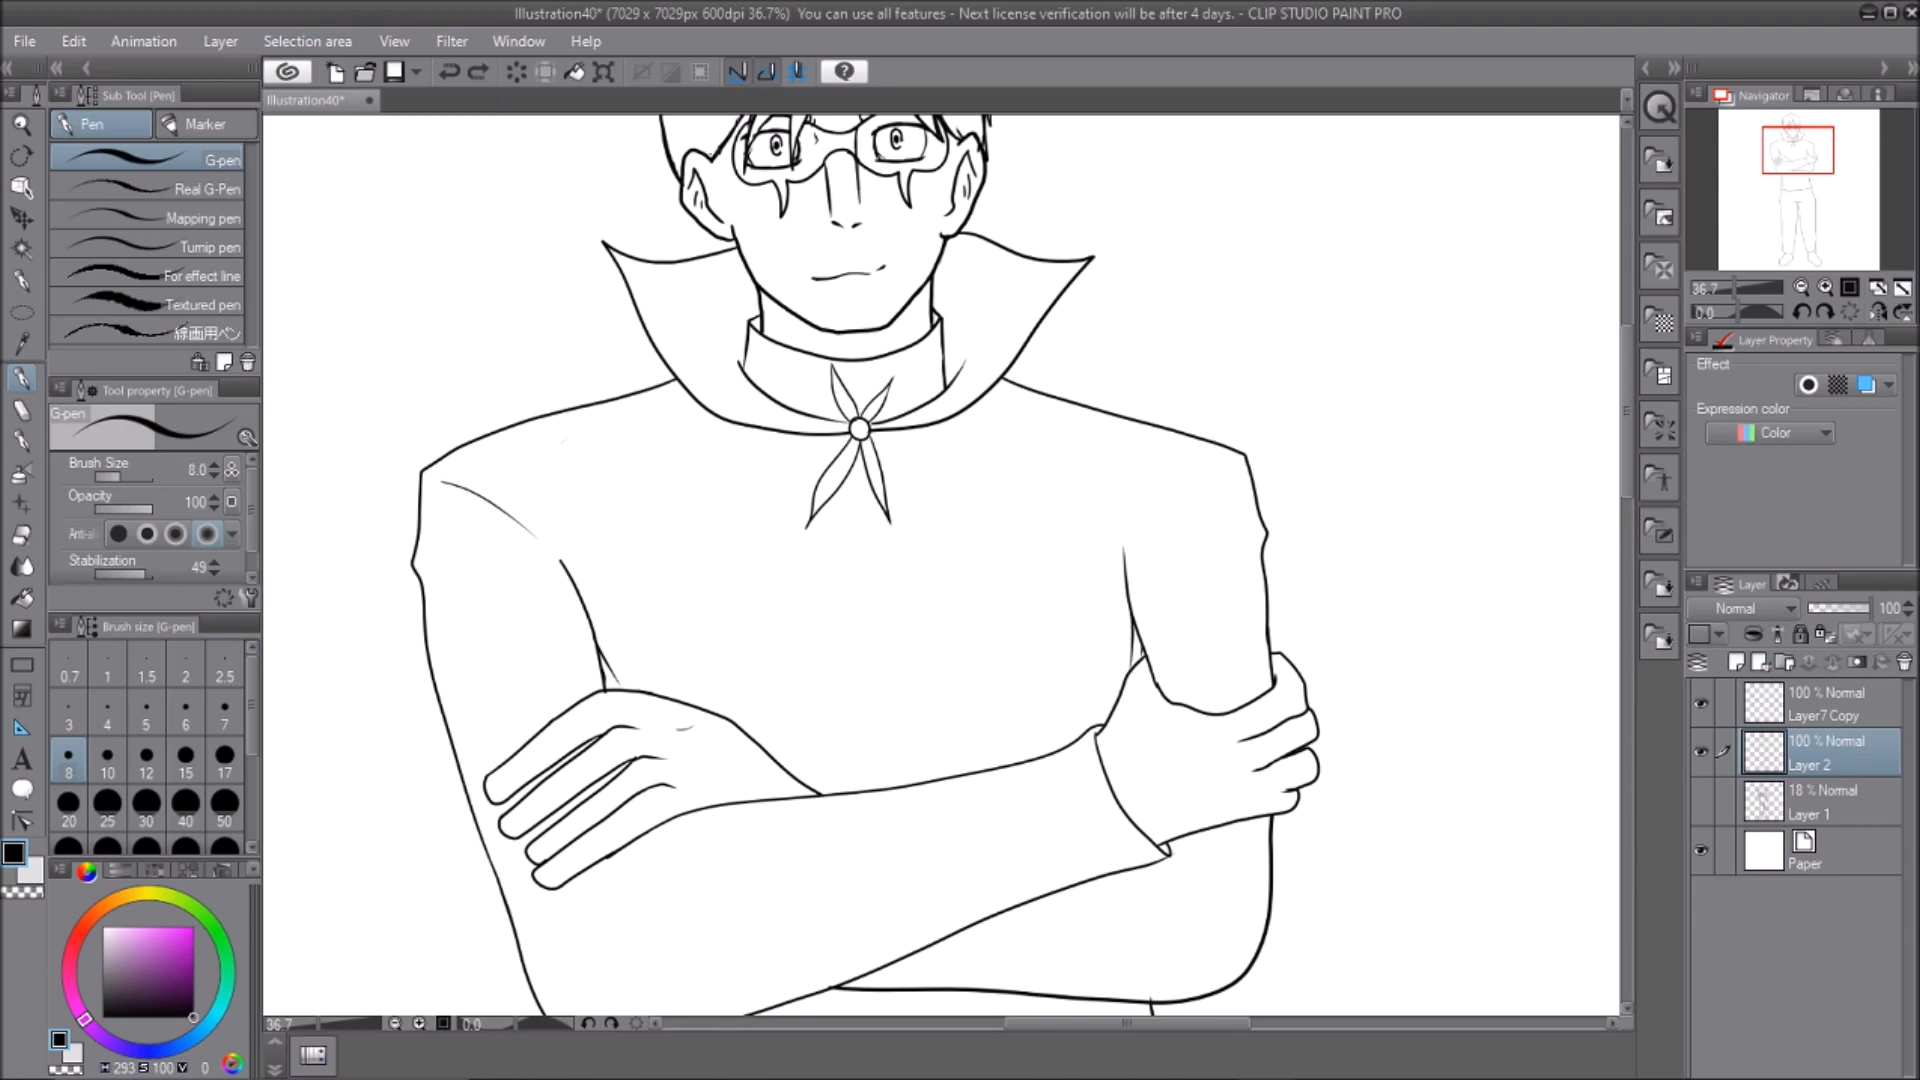 Illustration40* (7029 x 7029px 600dpi 36.7%)  You can use all features - Next license verification will be after 4 days. - CLIP STUDIO PAINT PRO
File Edit Animation Layer Selection area View Filter Window Help
Sub Tool [Pen]
Illustration40*
Navigator
Pen Marker
G-pen
Real G-Pen
Mapping pen
Turnip pen
For effect line
Textured pen
線画用ペン
36.7
0.0
Layer Property
Effect
Expression color
Color
Tool property [G-pen]
G-pen
Brush Size 8.0
Opacity 100
Anti-al
Stabilization 49
Brush size [G-pen]
0.7 1 1.5 2 2.5
3 4 5 6 7
8 10 12 15 17
20 25 30 40 50
Layer
Normal 100
100 % Normal
Layer7 Copy
100 % Normal
Layer 2
18 % Normal
Layer 1
Paper
A
36.7 0.0
H 293 S 100 V 0